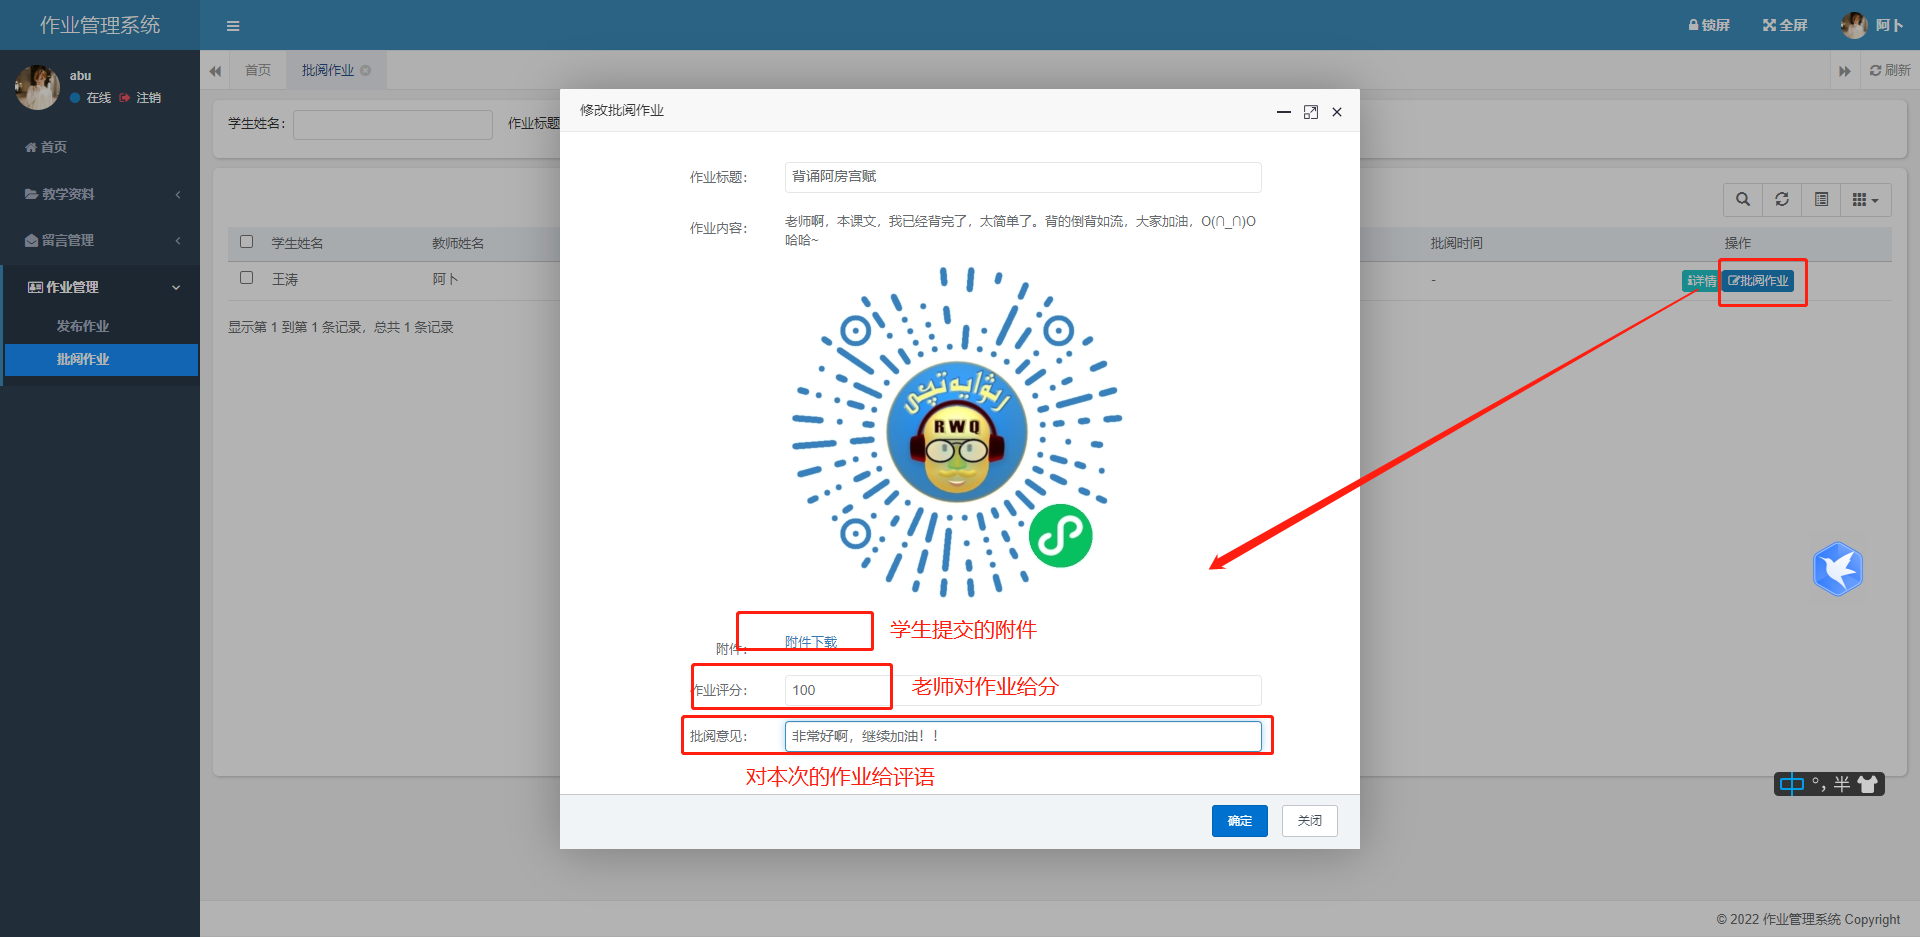 作业管理系统
锁屏
全屏
阿卜
abu
在线
注销
首页
批阅作业
刷新
首页
教学资料
留言管理
作业管理
发布作业
批阅作业
学生姓名：
作业标题
学生姓名
教师姓名
批阅时间
操作
王涛
阿卜
-
详情
批阅作业
显示第 1 到第 1 条记录，总共 1 条记录
修改批阅作业
作业标题：
背诵阿房宫赋
作业内容：
老师啊，本课文，我已经背完了，太简单了。背的倒背如流，大家加油，O(∩_∩)O
哈哈~
RWQ
附件：
附件下载
学生提交的附件
作业评分：
100
老师对作业给分
批阅意见：
非常好啊，继续加油！！
对本次的作业给评语
确定
关闭
中 °, 半
© 2022 作业管理系统 Copyright